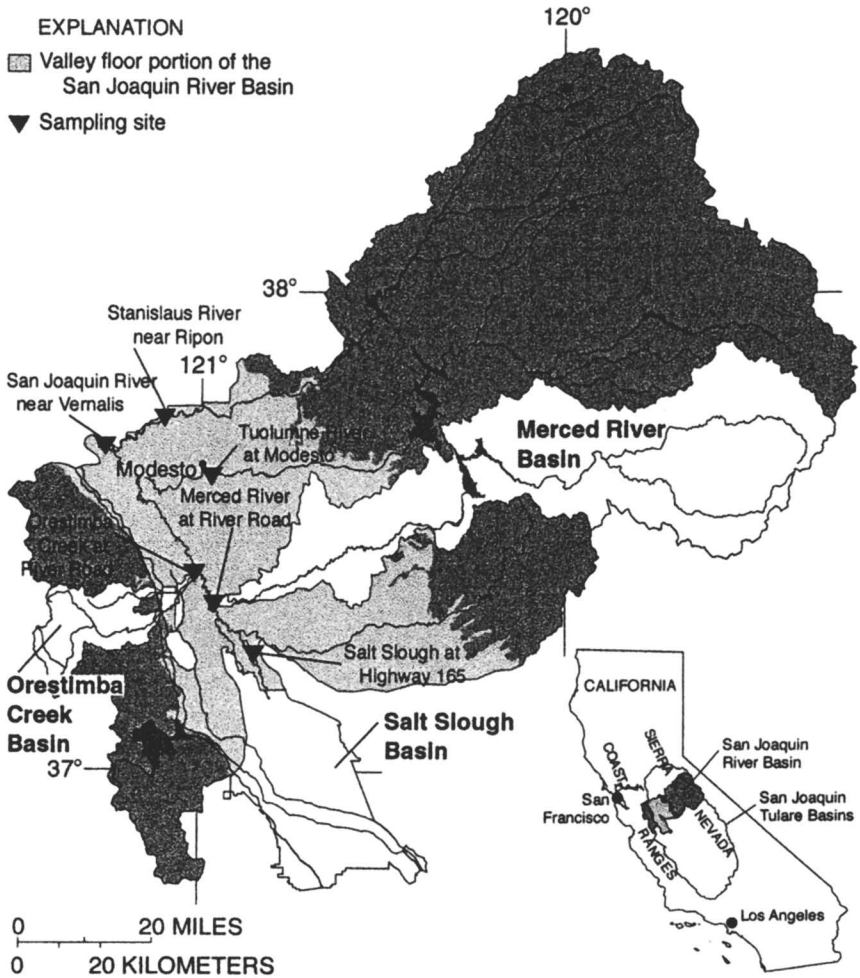 EXPLANATION
Valley floor portion of the
San Joaquin River Basin
Sampling site
120°
38°
Stanislaus River
near Ripon
121°
San Joaquin River
near Vernalis
Tuolumne River
at Modesto
Modesto
Merced River
at River Road
Merced River
Basin
Orestimba
Creek at
River Road
Salt Slough at
Highway 165
Orestimba
Creek
Basin
Salt Slough
Basin
37°
CALIFORNIA
SIERRA
NEVADA
COAST
RANGES
San Joaquin
River Basin
San
Francisco
San Joaquin
Tulare Basins
Los Angeles
0 20 MILES
0 20 KILOMETERS